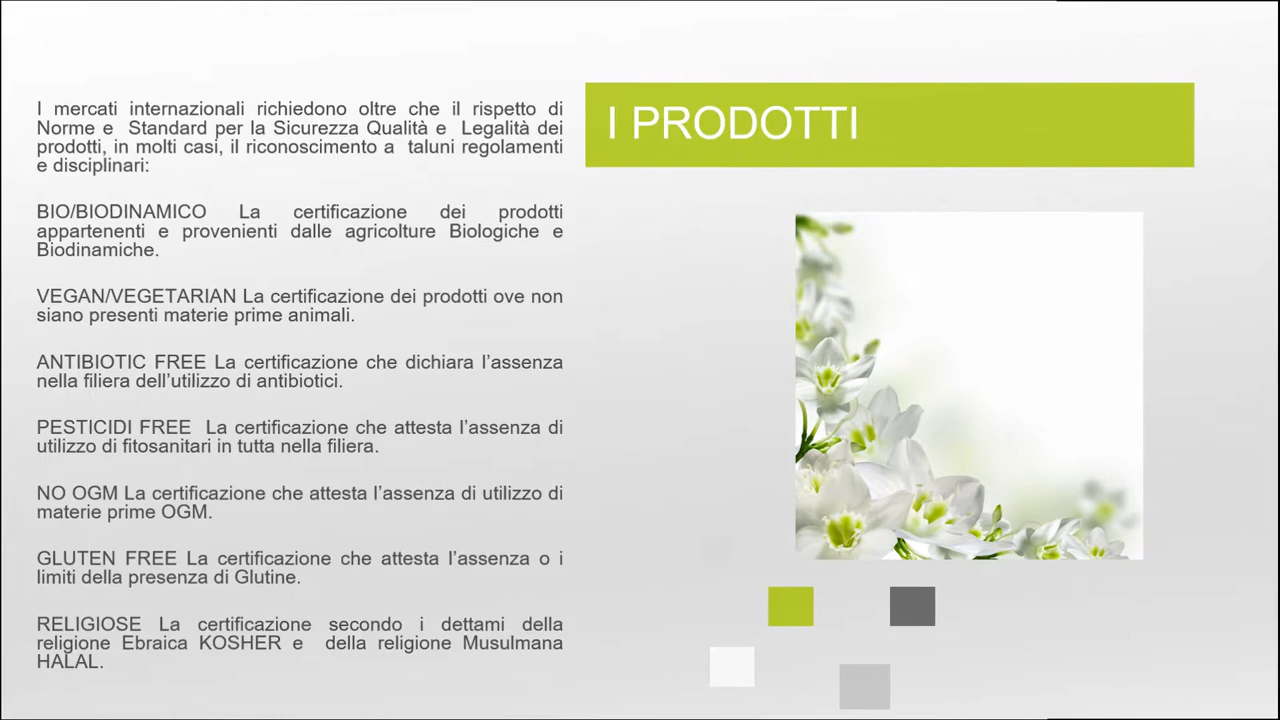 I mercati internazionali richiedono oltre che il rispetto di
Norme e  Standard per la Sicurezza Qualità e  Legalità dei
prodotti, in molti casi, il riconoscimento a  taluni regolamenti
e disciplinari:
BIO/BIODINAMICO La certificazione dei prodotti
appartenenti e provenienti dalle agricolture Biologiche e
Biodinamiche.
VEGAN/VEGETARIAN La certificazione dei prodotti ove non
siano presenti materie prime animali.
ANTIBIOTIC FREE La certificazione che dichiara l’assenza
nella filiera dell’utilizzo di antibiotici.
PESTICIDI FREE  La certificazione che attesta l’assenza di
utilizzo di fitosanitari in tutta nella filiera.
NO OGM La certificazione che attesta l’assenza di utilizzo di
materie prime OGM.
GLUTEN FREE La certificazione che attesta l’assenza o i
limiti della presenza di Glutine.
RELIGIOSE La certificazione secondo i dettami della
religione Ebraica KOSHER e  della religione Musulmana
HALAL.
I PRODOTTI